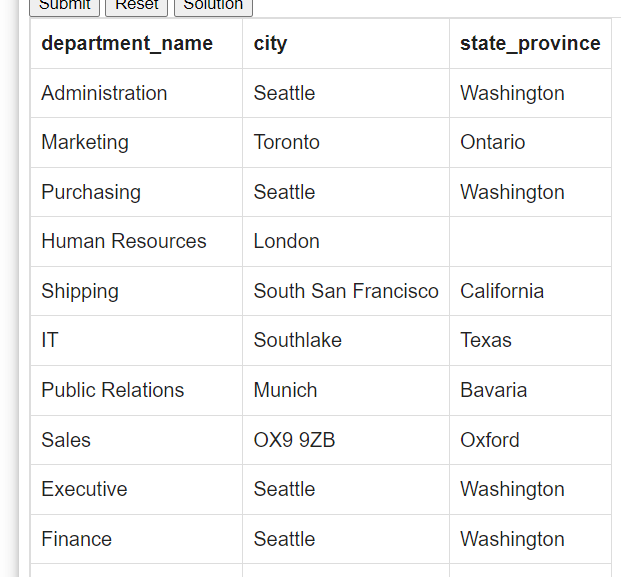 Submit Reset Solution
department_name city state_province
Administration Seattle Washington
Marketing Toronto Ontario
Purchasing Seattle Washington
Human Resources London
Shipping South San Francisco California
IT Southlake Texas
Public Relations Munich Bavaria
Sales OX9 9ZB Oxford
Executive Seattle Washington
Finance Seattle Washington